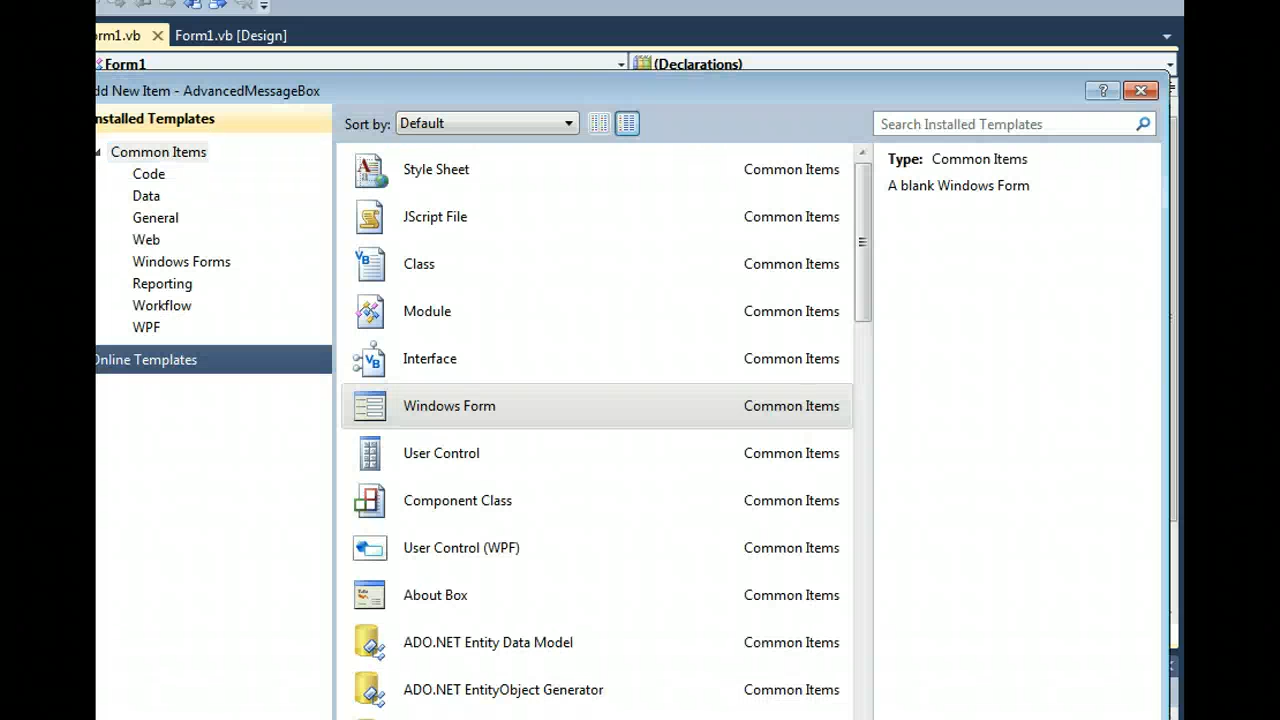 rm1.vb Form1.vb [Design]
Form1 (Declarations)
dd New Item - AdvancedMessageBox ?
nstalled Templates Sort by: Default Search Installed Templates
Common Items
Code
Data
General
Web
Windows Forms
Reporting
Workflow
WPF
Online Templates
Style Sheet Common Items
JScript File Common Items
Class Common Items
Module Common Items
Interface Common Items
Windows Form Common Items
User Control Common Items
Component Class Common Items
User Control (WPF) Common Items
About Box Common Items
ADO.NET Entity Data Model Common Items
ADO.NET EntityObject Generator Common Items
Type: Common Items
A blank Windows Form